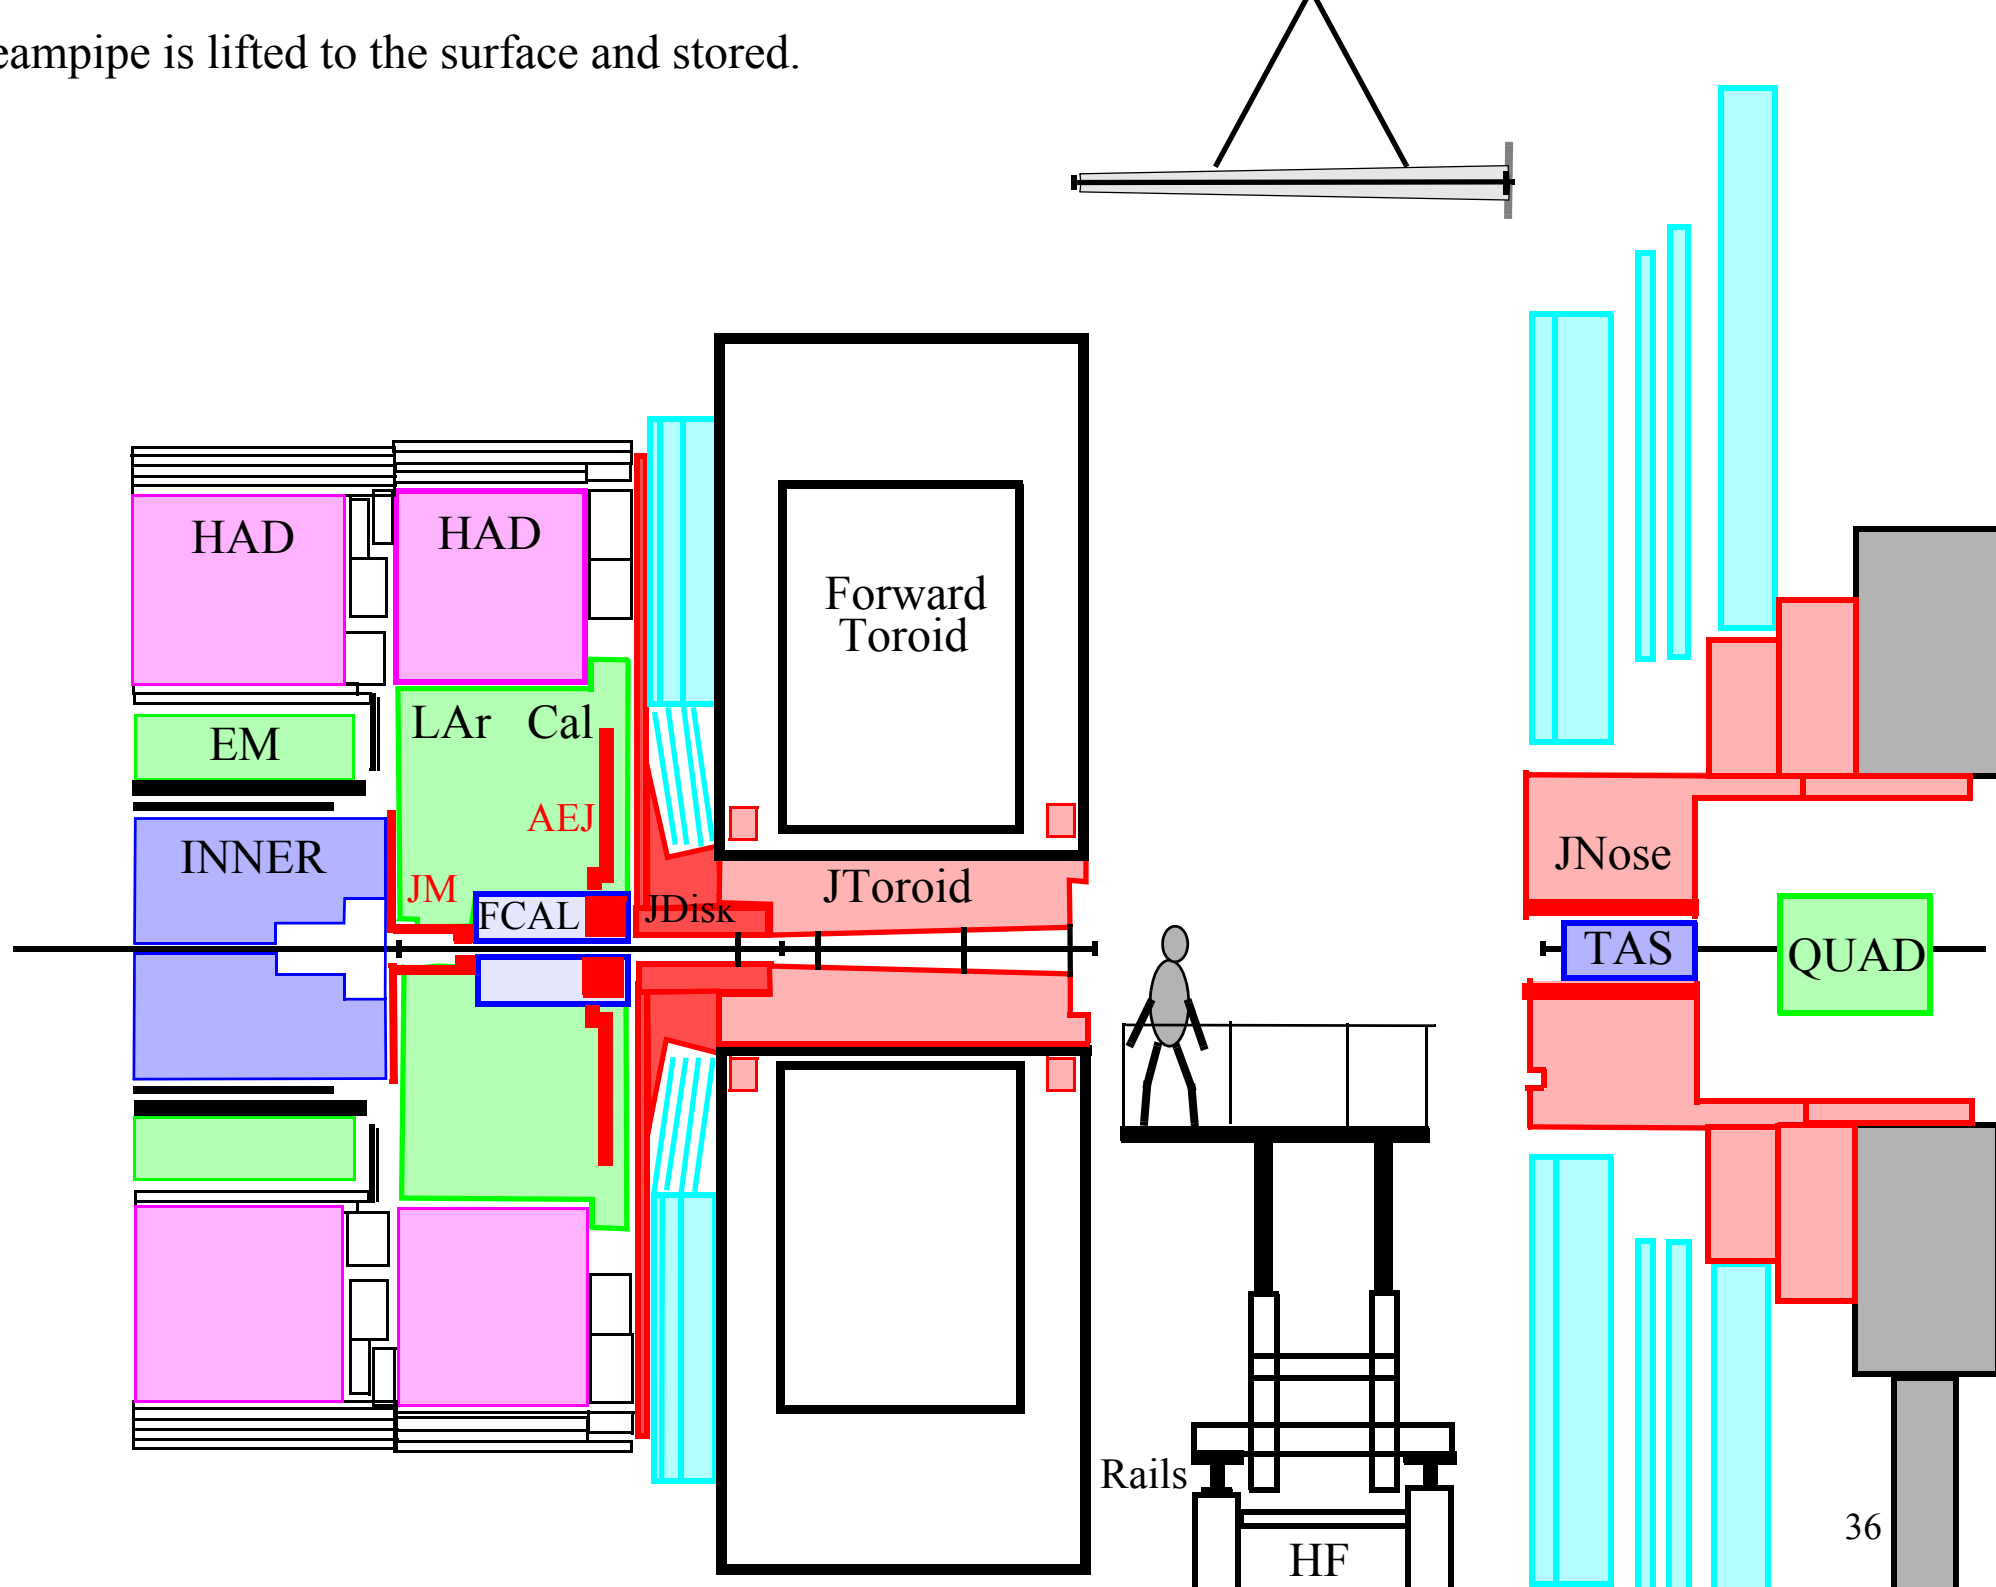 eampipe is lifted to the surface and stored.
HAD
HAD
Forward
Toroid
LAr Cal
EM
AEJ
INNER
JM
FCAL
JDisk
JToroid
JNose
TAS
QUAD
Rails
HF
36